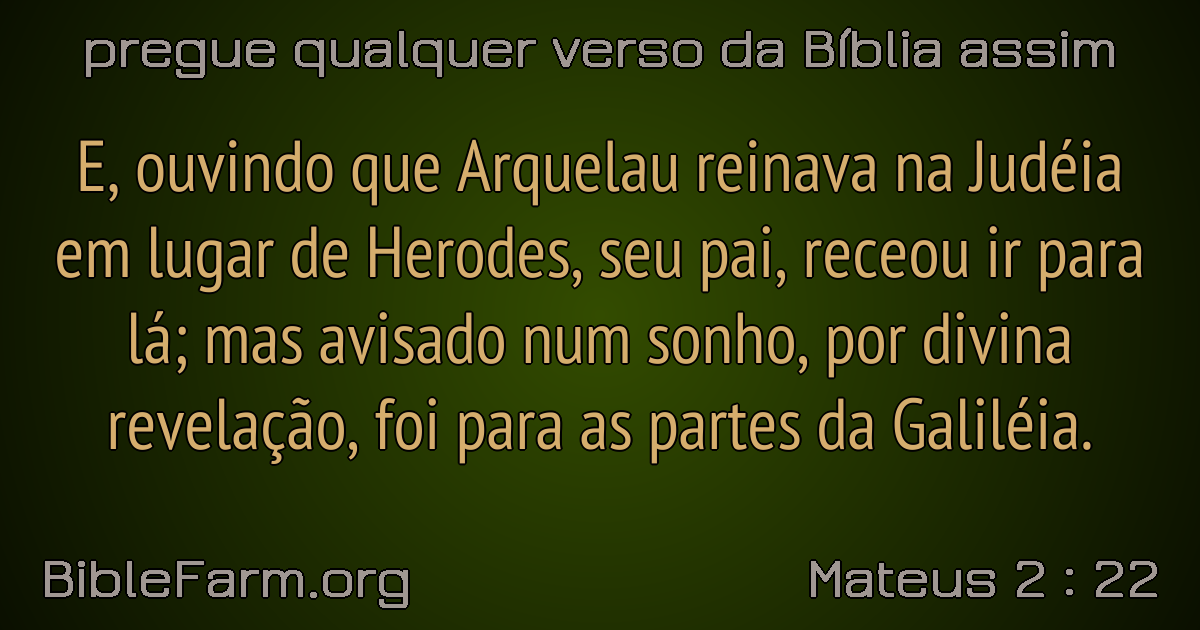 pregue qualquer verso da Bíblia assim
E, ouvindo que Arquelau reinava na Judéia
em lugar de Herodes, seu pai, receou ir para
lá; mas avisado num sonho, por divina
revelação, foi para as partes da Galiléia.
BibleFarm.org
Mateus 2 : 22